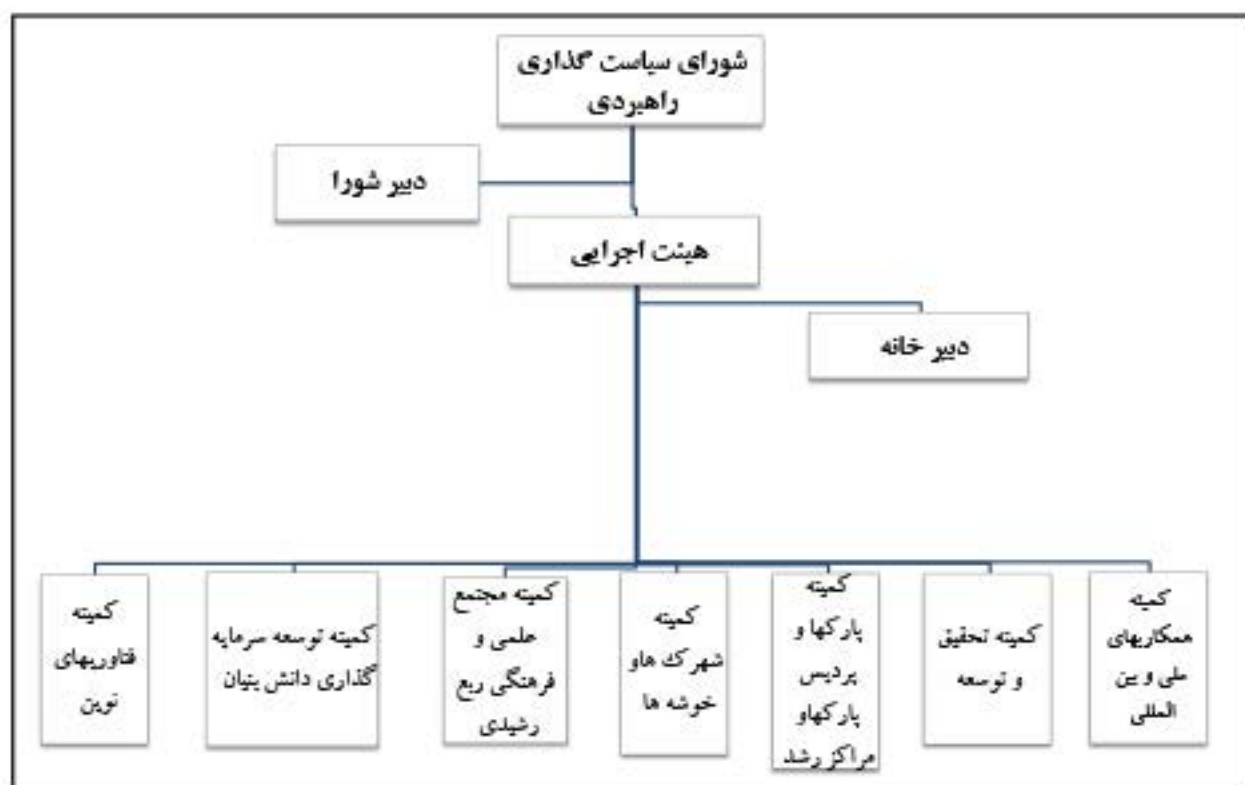 شورای سیاست گذاری
راهبردی
دبیر شورا
هیئت اجرایی
دبیر خانه
کمیته
همکاریهای
ملی و بین
المللی
کمیته تحقیق
و توسعه
کمیته
پارکها و
پردیس
پارکهاو
مراکز رشد
کمیته
شهرک هاو
خوشه ها
کمیته مجتمع
علمی و
فرهنگی ربع
رشیدی
کمیته توسعه سرمایه
گذاری دانش بنیان
کمیته
فناوریهای
نوین